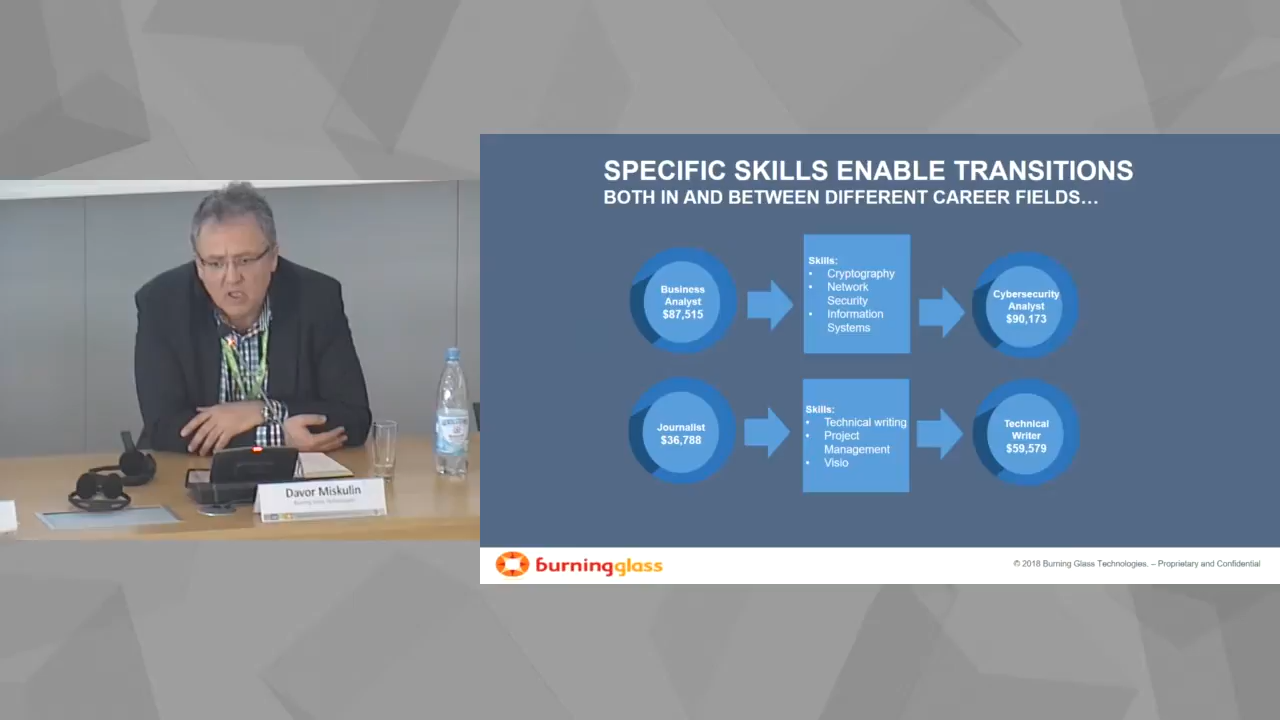 SPECIFIC SKILLS ENABLE TRANSITIONS
BOTH IN AND BETWEEN DIFFERENT CAREER FIELDS…
Business
Analyst
$87,515
Skills:
• Cryptography
• Network
Security
• Information
Systems
Cybersecurity
Analyst
$90,173
Journalist
$36,788
Skills:
• Technical writing
• Project
Management
• Visio
Technical
Writer
$59,579
burningglass
© 2018 Burning Glass Technologies. – Proprietary and Confidential
Davor Miskulin